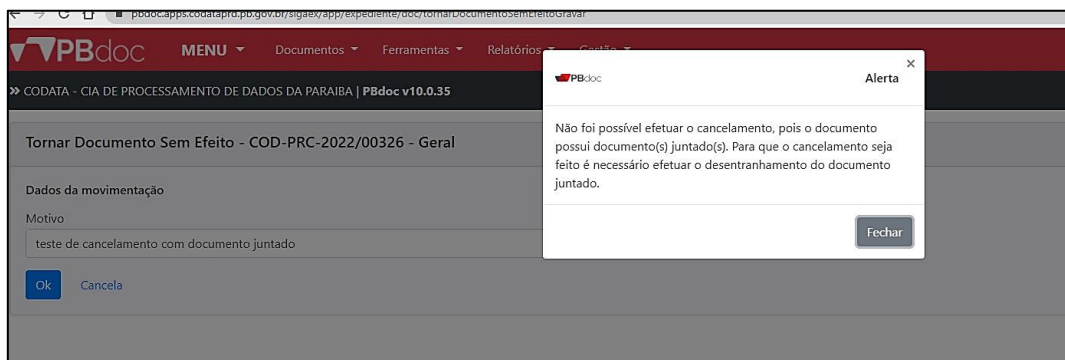 pbdoc.apps.codataprd.pb.gov.br/sigaex/app/expediente/doc/tornarDocumentoSemEfeitoGravar
PBdoc MENU Documentos Ferramentas Relatórios Gestão
» CODATA - CIA DE PROCESSAMENTO DE DADOS DA PARAIBA | PBdoc v10.0.35
PBdoc Alerta ×
Não foi possível efetuar o cancelamento, pois o documento
possui documento(s) juntado(s). Para que o cancelamento seja
feito é necessário efetuar o desentranhamento do documento
juntado.
Fechar
Tornar Documento Sem Efeito - COD-PRC-2022/00326 - Geral
Dados da movimentação
Motivo
teste de cancelamento com documento juntado
Ok Cancela